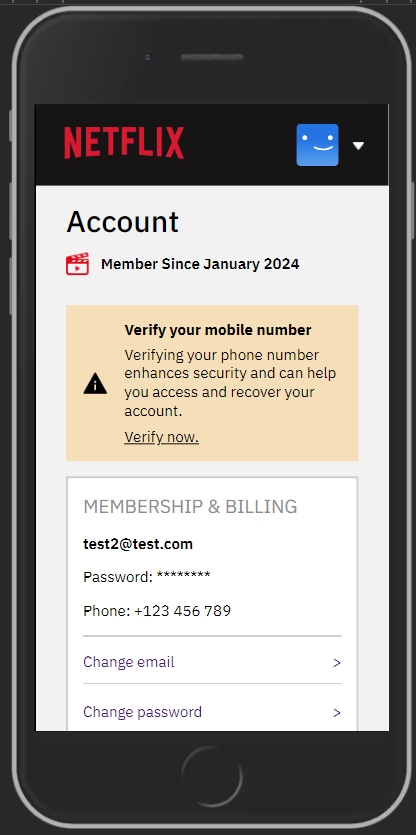 NETFLIX
Account
Member Since January 2024
Verify your mobile number
Verifying your phone number
enhances security and can help
you access and recover your
account.
Verify now.
MEMBERSHIP & BILLING
test2@test.com
Password: ********
Phone: +123 456 789
Change email >
Change password >